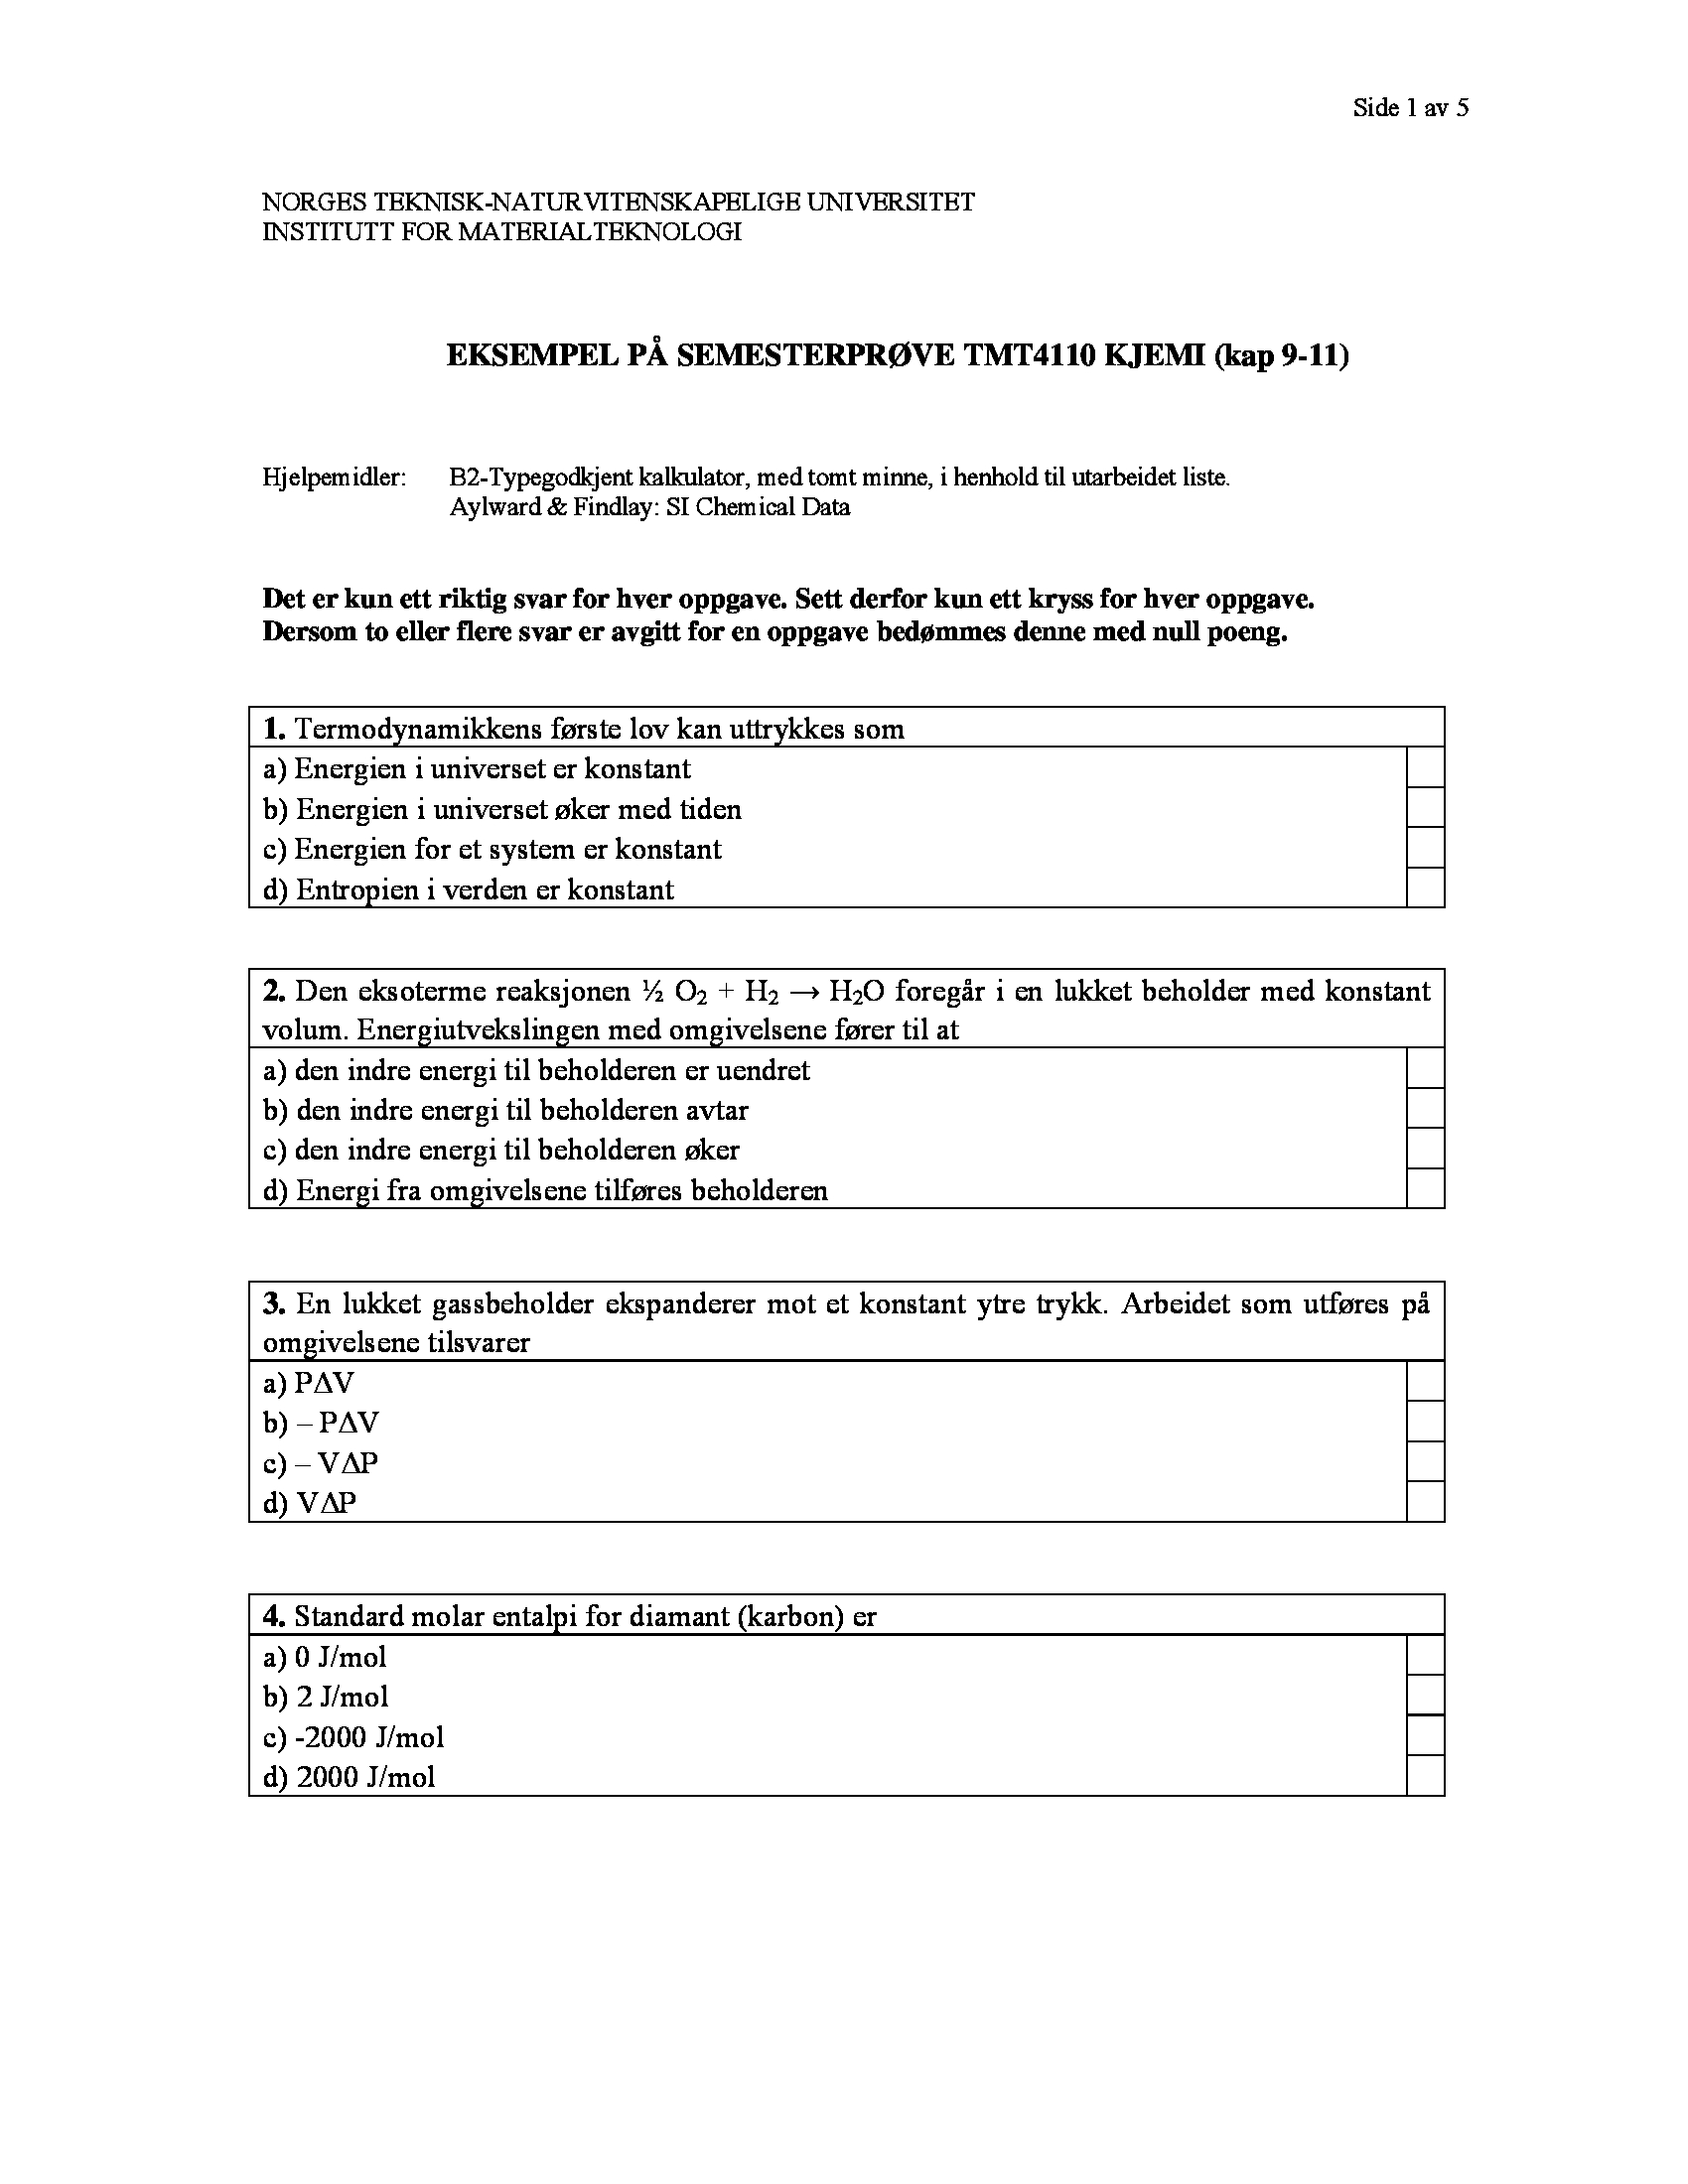 Side 1 av 5
NORGES TEKNISK-NATURVITENSKAPELIGE UNIVERSITET
INSTITUTT FOR MATERIALTEKNOLOGI
EKSEMPEL PÅ SEMESTERPRØVE TMT4110 KJEMI (kap 9-11)
Hjelpemidler: B2-Typegodkjent kalkulator, med tomt minne, i henhold til utarbeidet liste.
Aylward & Findlay: SI Chemical Data
Det er kun ett riktig svar for hver oppgave. Sett derfor kun ett kryss for hver oppgave.
Dersom to eller flere svar er avgitt for en oppgave bedømmes denne med null poeng.
1. Termodynamikkens første lov kan uttrykkes som
a) Energien i universet er konstant
b) Energien i universet øker med tiden
c) Energien for et system er konstant
d) Entropien i verden er konstant
2. Den eksoterme reaksjonen ½ O₂ + H₂ → H₂O foregår i en lukket beholder med konstant
volum. Energiutvekslingen med omgivelsene fører til at
a) den indre energi til beholderen er uendret
b) den indre energi til beholderen avtar
c) den indre energi til beholderen øker
d) Energi fra omgivelsene tilføres beholderen
3. En lukket gassbeholder ekspanderer mot et konstant ytre trykk. Arbeidet som utføres på
omgivelsene tilsvarer
a) PΔV
b) – PΔV
c) – VΔP
d) VΔP
4. Standard molar entalpi for diamant (karbon) er
a) 0 J/mol
b) 2 J/mol
c) -2000 J/mol
d) 2000 J/mol